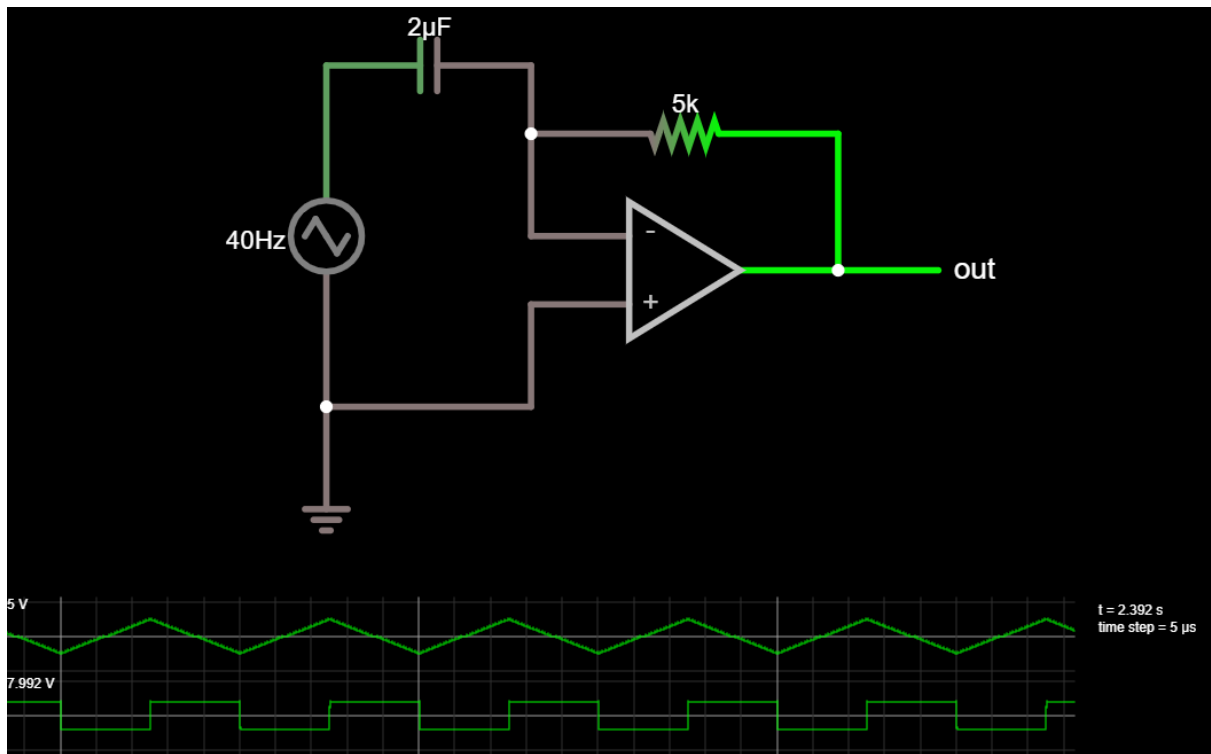 2µF
5k
40Hz
-
+
out
5 V
t = 2.392 s
time step = 5 µs
7.992 V